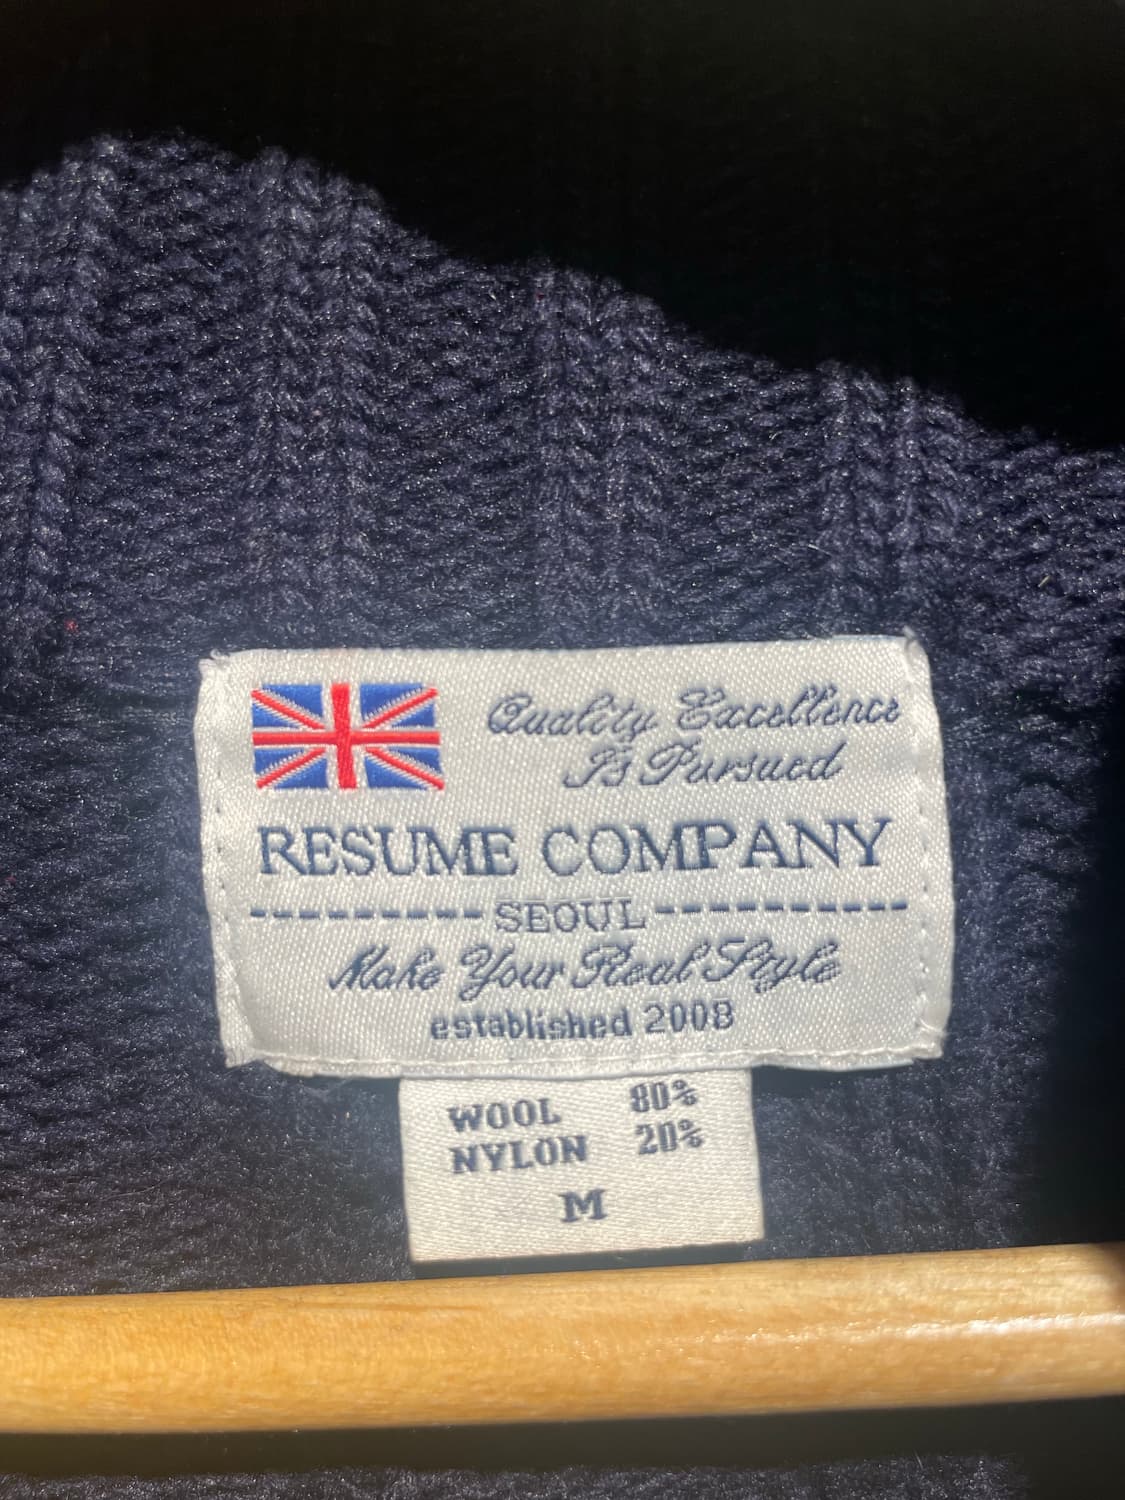 Quality Excellence
Is Pursued
RESUME COMPANY
SEOUL
Make Your Real Style
established 2008
WOOL 80%
NYLON 20%
M